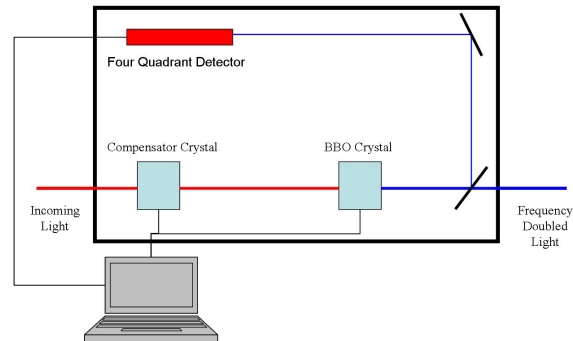 Four Quadrant Detector
Compensator Crystal
BBO Crystal
Incoming
Light
Frequency
Doubled
Light